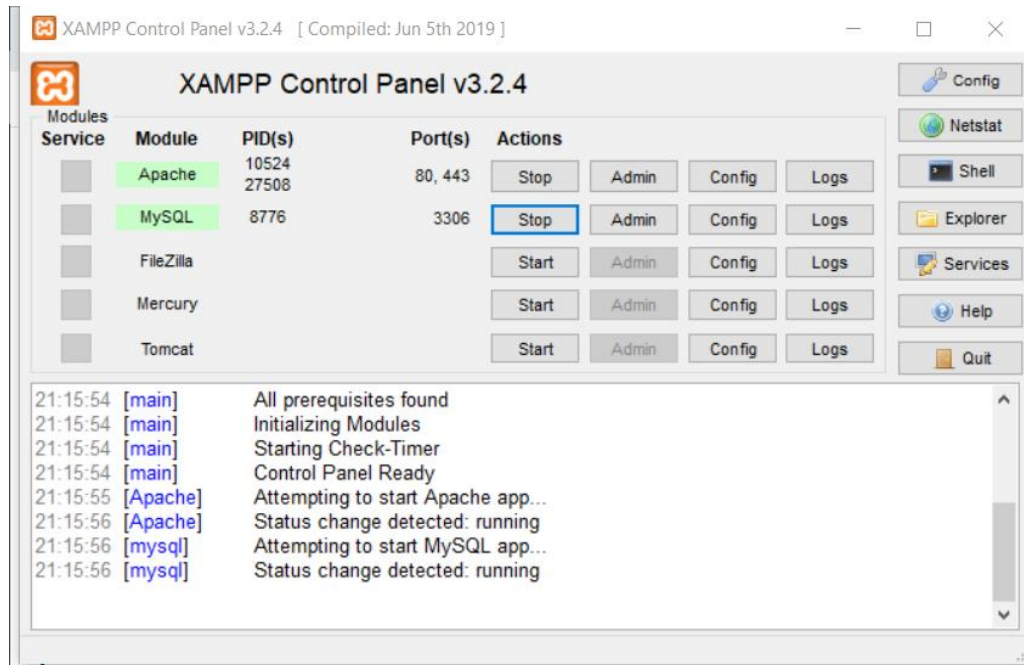 XAMPP Control Panel v3.2.4 [ Compiled: Jun 5th 2019 ]
XAMPP Control Panel v3.2.4
Config
Modules
Service Module PID(s) Port(s) Actions
Netstat
Apache 10524 27508 80, 443 Stop Admin Config Logs
Shell
MySQL 8776 3306 Stop Admin Config Logs
Explorer
FileZilla Start Admin Config Logs
Services
Mercury Start Admin Config Logs
Help
Tomcat Start Admin Config Logs
Quit
21:15:54 [main] All prerequisites found
21:15:54 [main] Initializing Modules
21:15:54 [main] Starting Check-Timer
21:15:54 [main] Control Panel Ready
21:15:55 [Apache] Attempting to start Apache app...
21:15:56 [Apache] Status change detected: running
21:15:56 [mysql] Attempting to start MySQL app...
21:15:56 [mysql] Status change detected: running